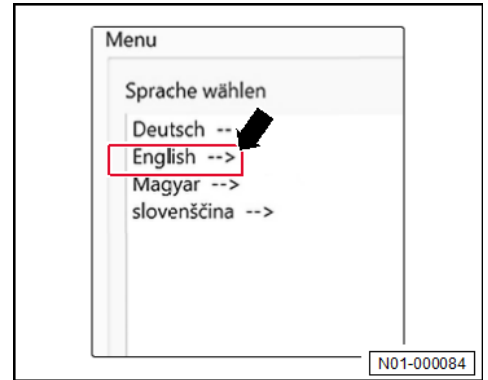 Menu
Sprache wählen
Deutsch --
English -->
Magyar -->
slovenščina -->
N01-000084